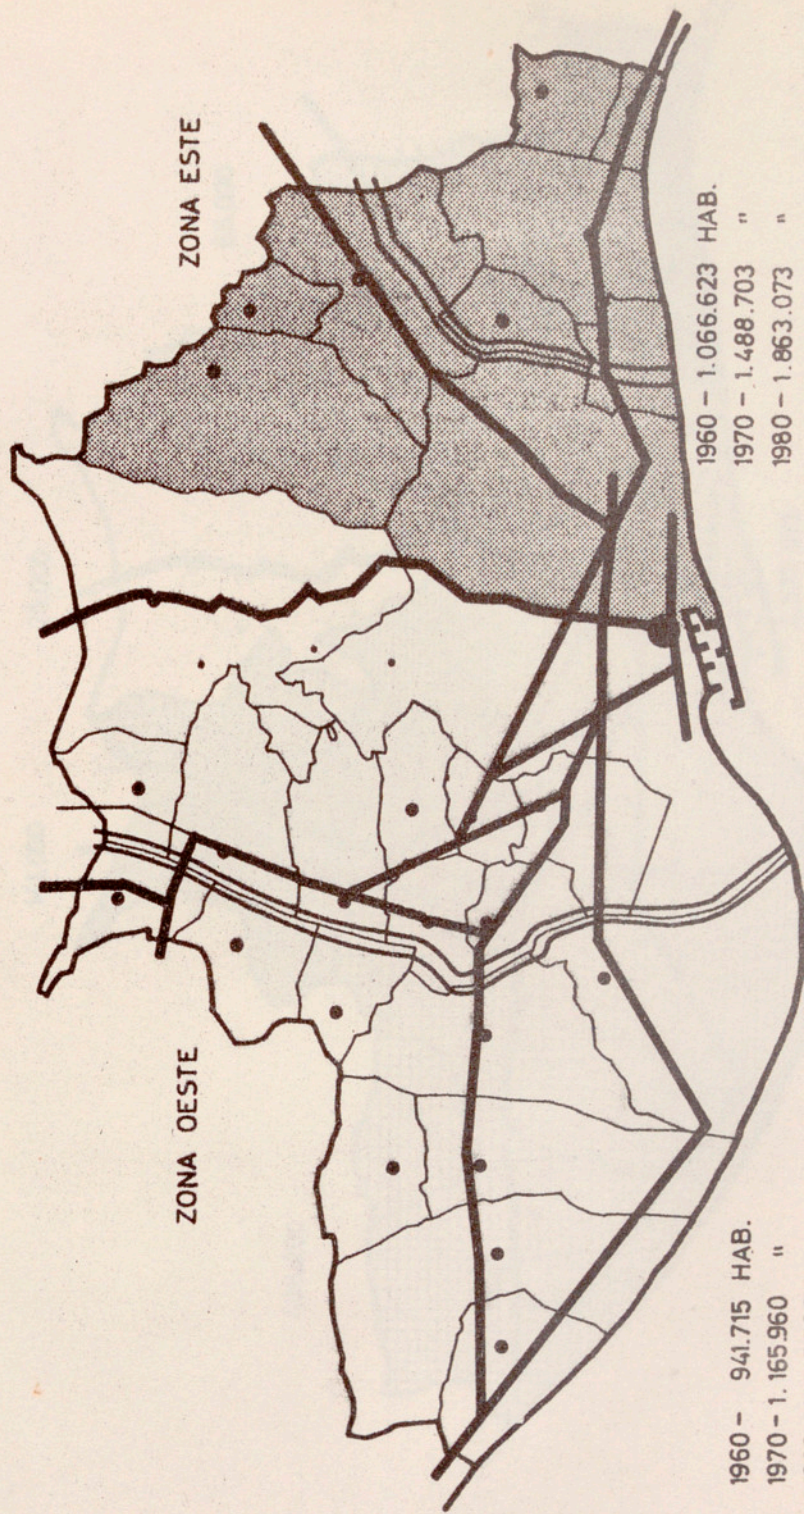 ZONA OESTE
ZONA ESTE
1960 - 941.715 HAB.
1970 - 1.165.960 "
1960 - 1.066.623 HAB.
1970 - 1.488.703 "
1980 - 1.863.073 "